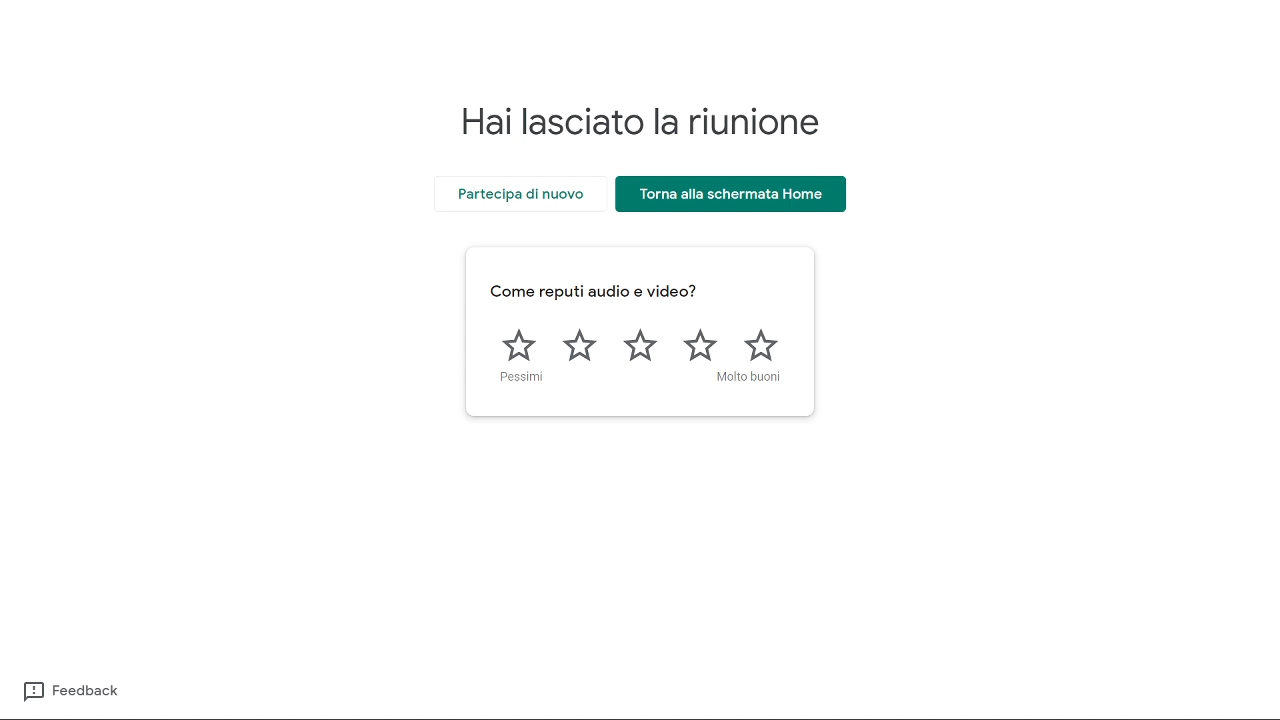 Hai lasciato la riunione
Partecipa di nuovo
Torna alla schermata Home
Come reputi audio e video?
Pessimi
Molto buoni
Feedback